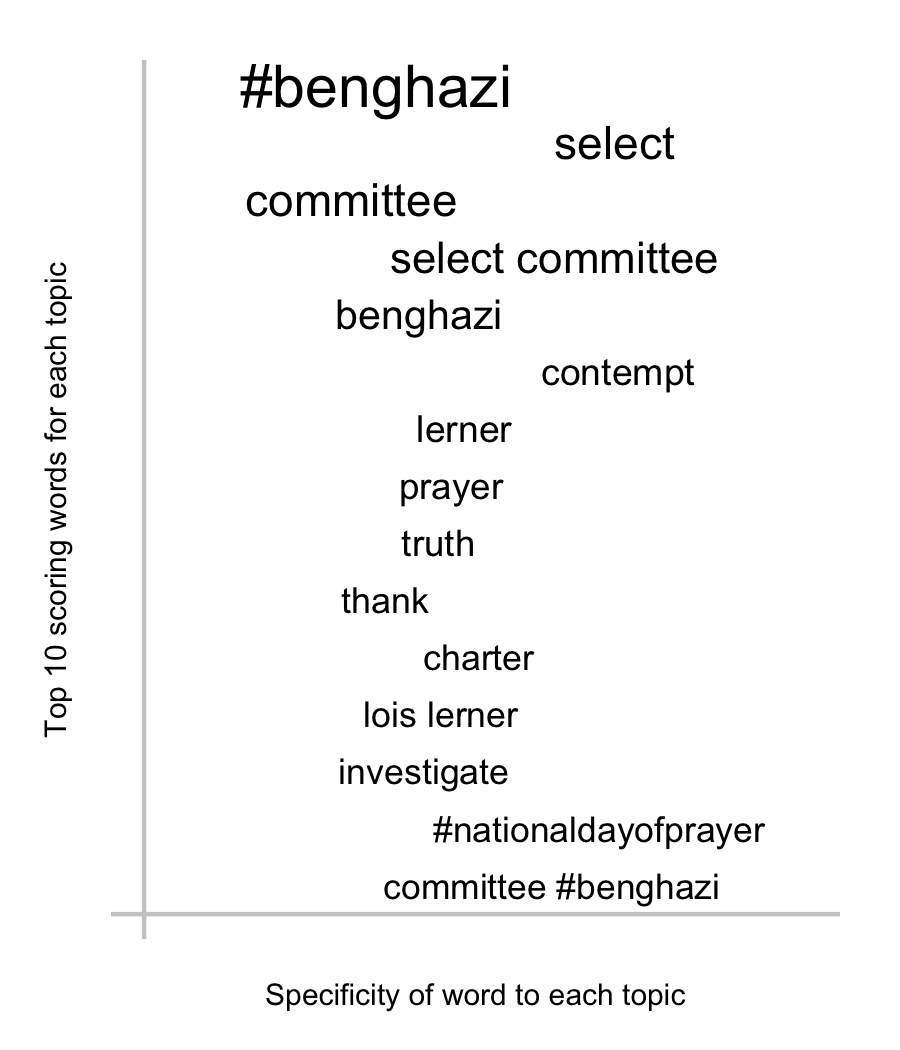 #benghazi
select
committee
select committee
benghazi
contempt
lerner
prayer
truth
thank
charter
lois lerner
investigate
#nationaldayofprayer
committee #benghazi
Top 10 scoring words for each topic
Specificity of word to each topic